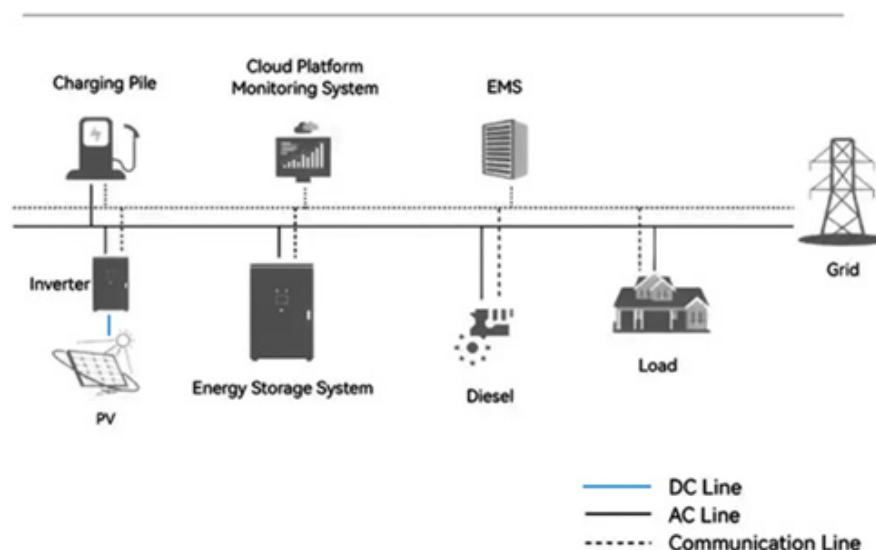 Charging Pile
Cloud Platform
Monitoring System
EMS
Grid
Inverter
Energy Storage System
Load
Diesel
PV
DC Line
AC Line
Communication Line